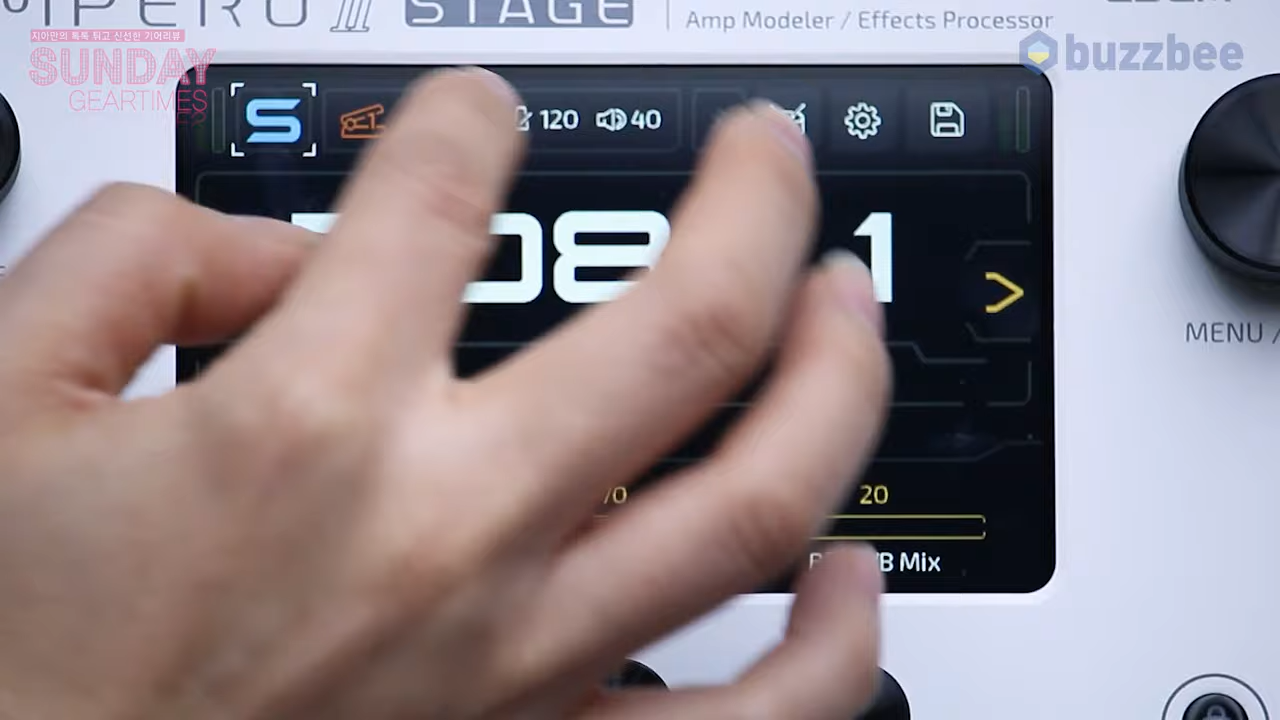 STAGE
Amp Modeler / Effects Processor
지아만의 톡톡 튀고 신선한 기어리뷰
SUNDAY
GEARTIMES
buzzbee
S
120
40
08
1
20
Mix
MENU /